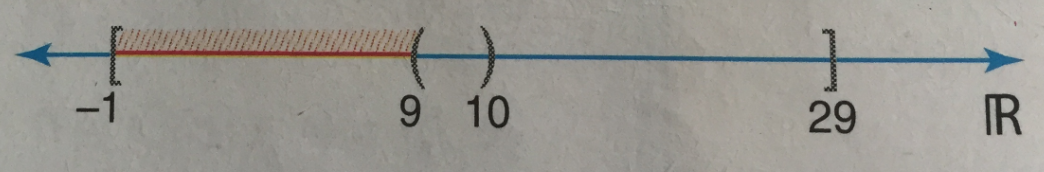 [ ( ) ]
–1 9 10 29 ℝ